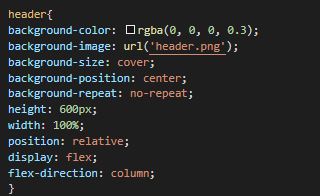 header{
background-color: rgba(0, 0, 0, 0.3);
background-image: url('header.png');
background-size: cover;
background-position: center;
background-repeat: no-repeat;
height: 600px;
width: 100%;
position: relative;
display: flex;
flex-direction: column;
}